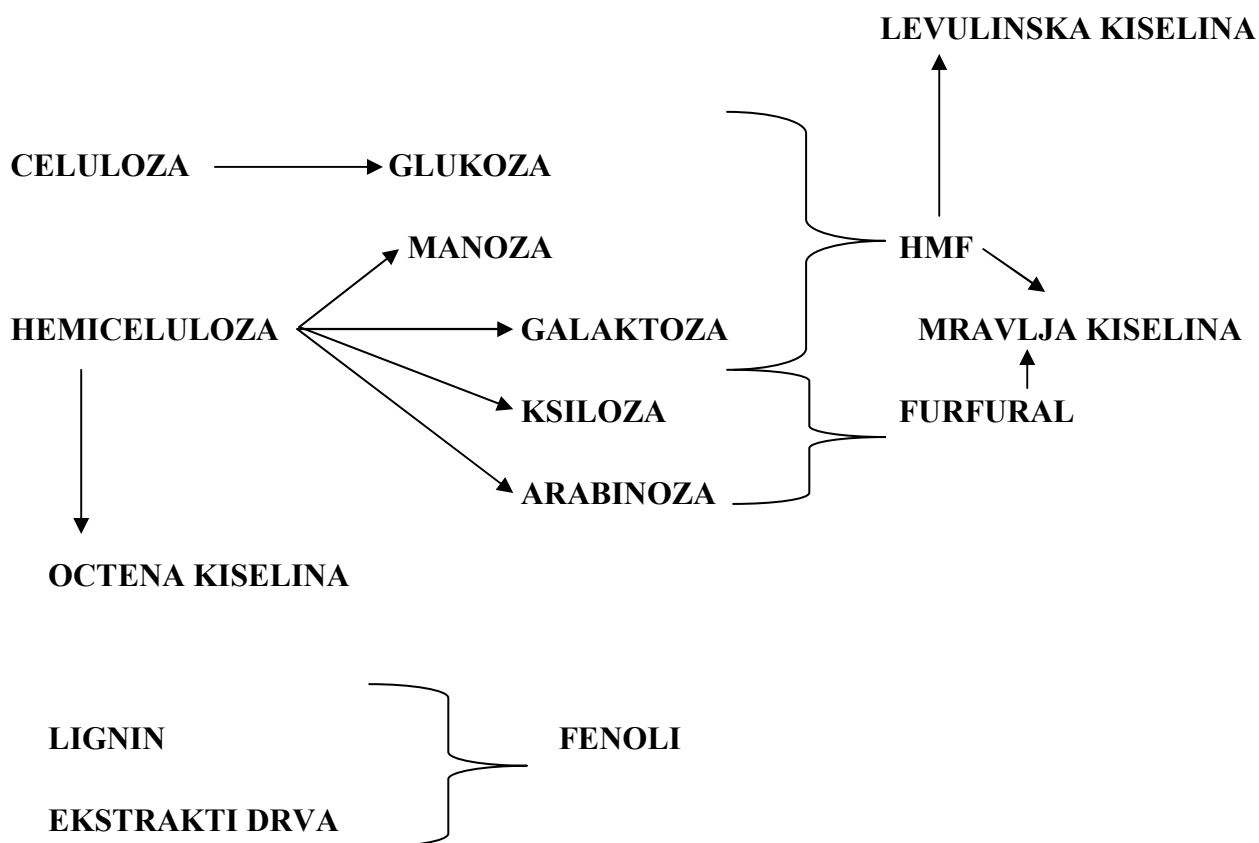 LEVULINSKA KISELINA
CELULOZA GLUKOZA
MANOZA HMF
HEMICELULOZA GALAKTOZA MRAVLJA KISELINA
KSILOZA FURFURAL
ARABINOZA
OCTENA KISELINA
LIGNIN FENOLI
EKSTRAKTI DRVA